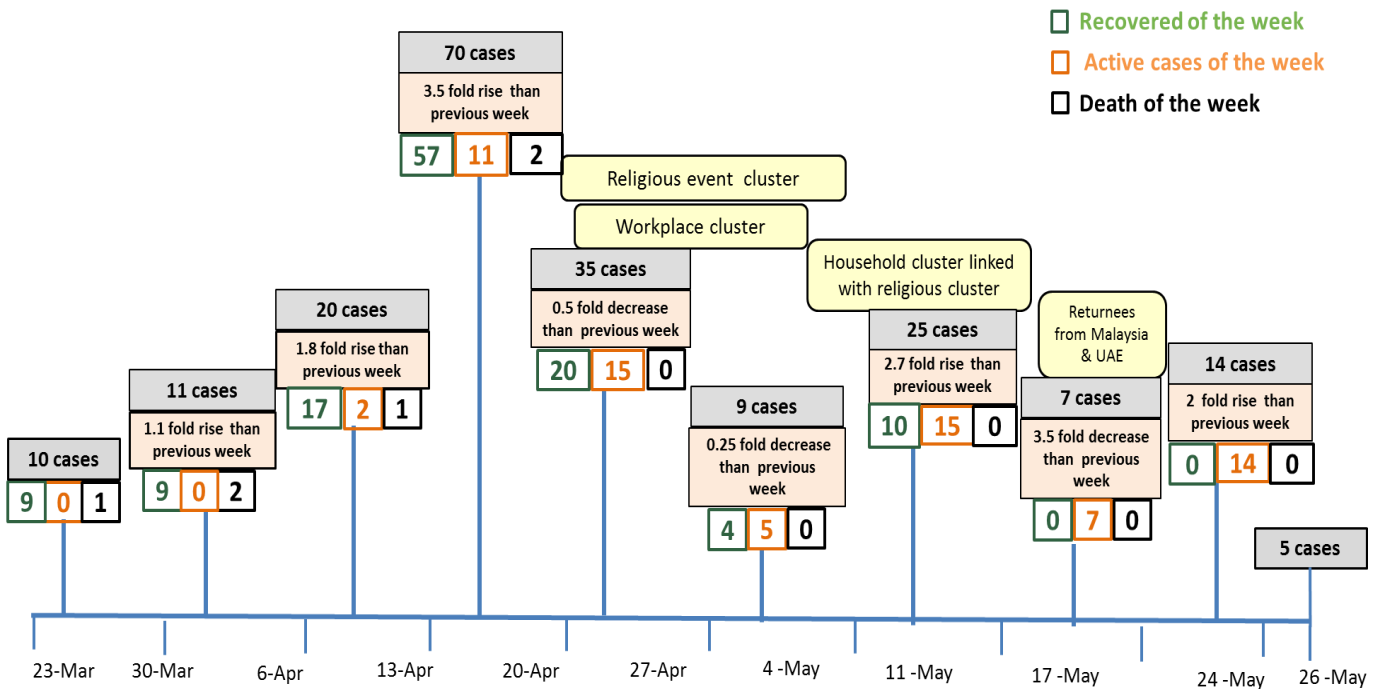 Recovered of the week
Active cases of the week
Death of the week
70 cases
3.5 fold rise than
previous week
57 11 2
Religious event cluster
Workplace cluster
35 cases
0.5 fold decrease
than previous week
20 15 0
Household cluster linked
with religious cluster
25 cases
2.7 fold rise than
previous week
10 15 0
Returnees
from Malaysia
& UAE
7 cases
3.5 fold decrease
than previous
week
0 7 0
14 cases
2 fold rise than
previous week
0 14 0
20 cases
1.8 fold rise than
previous week
17 2 1
11 cases
1.1 fold rise than
previous week
9 0 2
10 cases
9 0 1
9 cases
0.25 fold decrease
than previous
week
4 5 0
5 cases
23-Mar 30-Mar 6-Apr 13-Apr 20-Apr 27-Apr 4 -May 11 -May 17-May 24 -May 26 -May